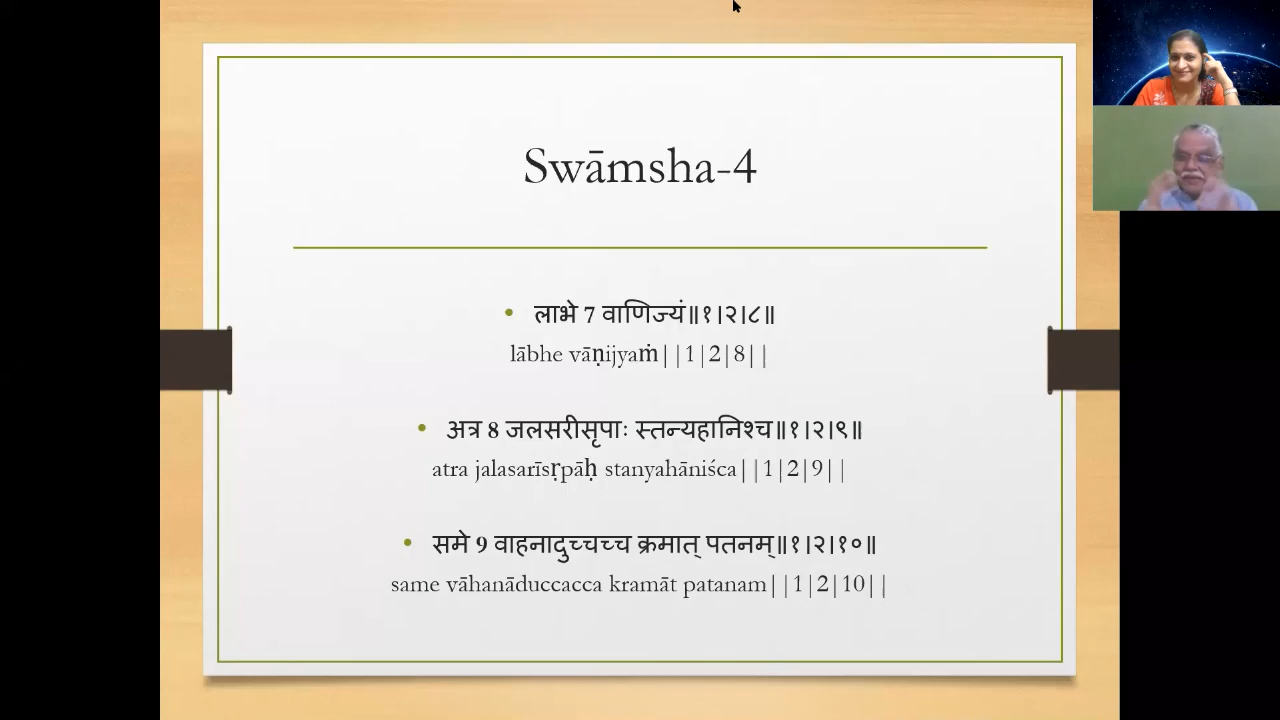 Swāmsha-4
• लाभे 7 वाणिज्यं॥१।२।८॥
lābhe vāṇijyaṁ||1|2|8||
• अत्र 8 जलसरीसृपाः स्तन्यहानिश्च॥१।२।९॥
atra jalasarīsṛpāḥ stanyahāniśca||1|2|9||
• समे 9 वाहनादुच्चच्च क्रमात् पतनम्॥१।२।१०॥
same vāhanāduccacca kramāt patanam||1|2|10||